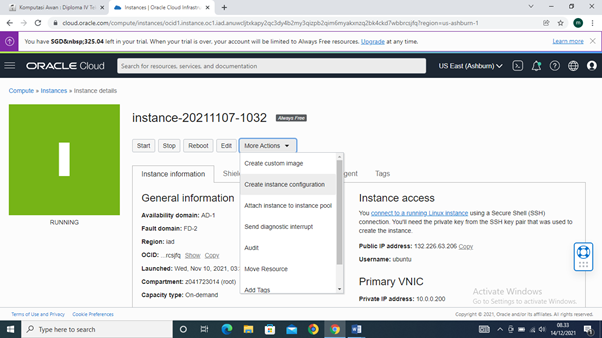 Komputasi Awan : Diploma IV Te
Instances | Oracle Cloud Infrastr
cloud.oracle.com/compute/instances/ocid1.instance.oc1.iad.
?region=us-ashburn-1
You have SGD&nbsp;325.04 left in your trial. When your trial is over, your account will be limited to Always Free resources. Upgrade at any time.
Learn more
ORACLE Cloud
Search for resources, services, and documentation
US East (Ashburn)
Compute » Instances » Instance details
instance-20211107-1032
Always Free
Start
Stop
Reboot
Edit
More Actions
Create custom image
Create instance configuration
Attach instance to instance pool
Send diagnostic interrupt
Audit
Move Resource
Add Tags
RUNNING
Instance information
Shiel
gent
Tags
General information
Availability domain: AD-1
Fault domain: FD-2
Region: iad
OCID: ...rcsjfq Show Copy
Launched: Wed, Nov 10, 2021, 03:
Compartment: z041723014 (root)
Capacity type: On-demand
Instance access
You connect to a running Linux instance using a Secure Shell (SSH)
connection. You'll need the private key from the SSH key pair that was used to
create the instance.
Public IP address: 132.226.63.206 Copy
Username: ubuntu
Primary VNIC
Private IP address: 10.0.0.200
Activate Windows
Go to Settings to activate Windows.
Terms of Use and Privacy
Cookie Preferences
Copyright © 2021, Oracle and/or its affiliates. All rights reserved.
Type here to search
08.33
14/12/2021